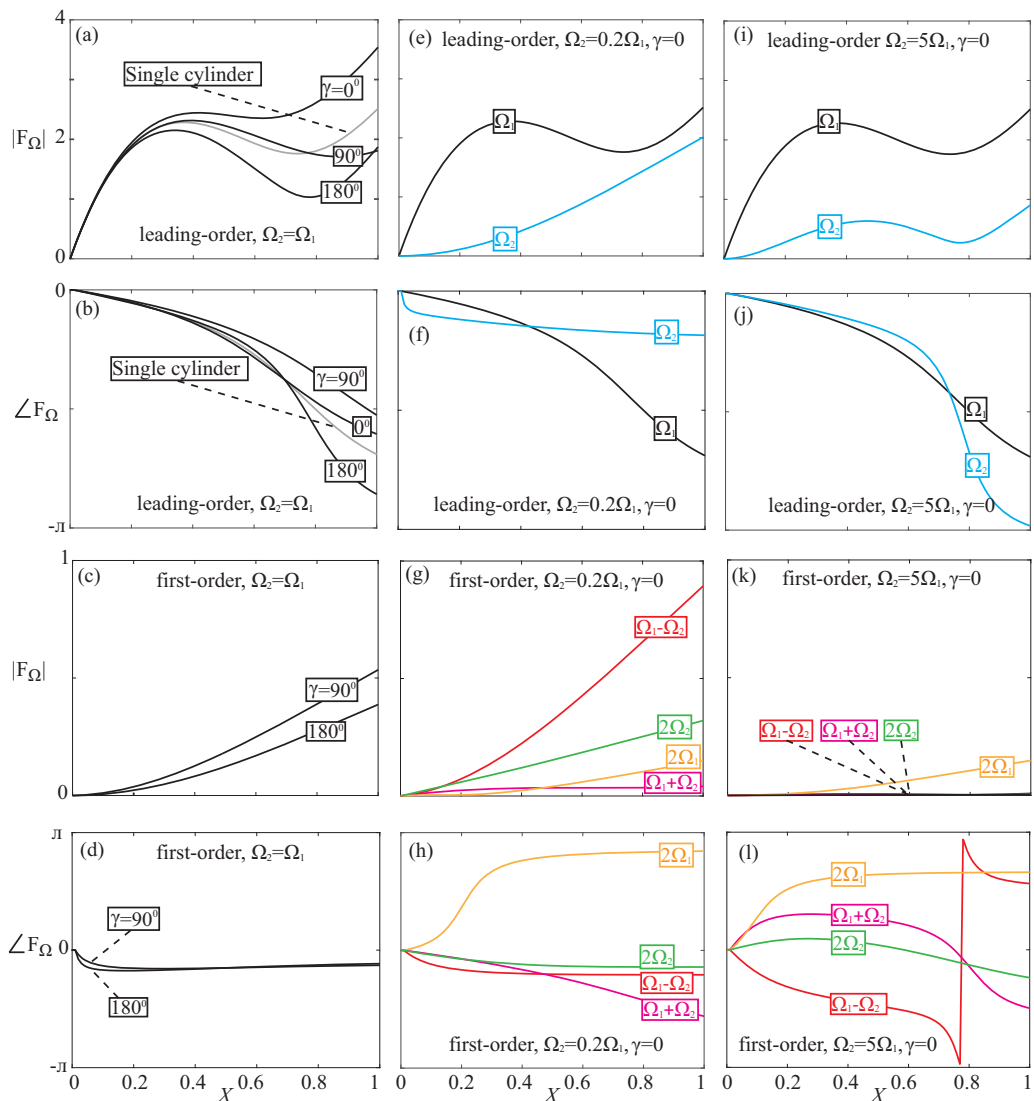 (a)
4
2
0
|F_Ω|
Single cylinder
γ=0⁰
90⁰
180⁰
leading-order, Ω₂=Ω₁
(e)
leading-order, Ω₂=0.2Ω₁, γ=0
Ω₁
Ω₂
(i)
leading-order Ω₂=5Ω₁, γ=0
Ω₁
Ω₂
(b)
0
∠F_Ω
-π
Single cylinder
γ=90⁰
0⁰
180⁰
leading-order, Ω₂=Ω₁
(f)
Ω₂
Ω₁
leading-order, Ω₂=0.2Ω₁, γ=0
(j)
Ω₁
Ω₂
leading-order, Ω₂=5Ω₁, γ=0
(c)
1
|F_Ω|
0
first-order, Ω₂=Ω₁
γ=90⁰
180⁰
(g)
first-order, Ω₂=0.2Ω₁, γ=0
Ω₁-Ω₂
2Ω₂
2Ω₁
Ω₁+Ω₂
(k)
first-order, Ω₂=5Ω₁, γ=0
Ω₁-Ω₂ Ω₁+Ω₂ 2Ω₂
2Ω₁
(d)
π
∠F_Ω 0
-π
first-order, Ω₂=Ω₁
γ=90⁰
180⁰
0 0.2 0.4 0.6 0.8 1
X
(h)
2Ω₁
2Ω₂
Ω₁-Ω₂
Ω₁+Ω₂
first-order, Ω₂=0.2Ω₁, γ=0
0 0.2 0.4 0.6 0.8 1
X
(l)
2Ω₁
Ω₁+Ω₂
2Ω₂
Ω₁-Ω₂
first-order, Ω₂=5Ω₁, γ=0
0 0.2 0.4 0.6 0.8 1
X